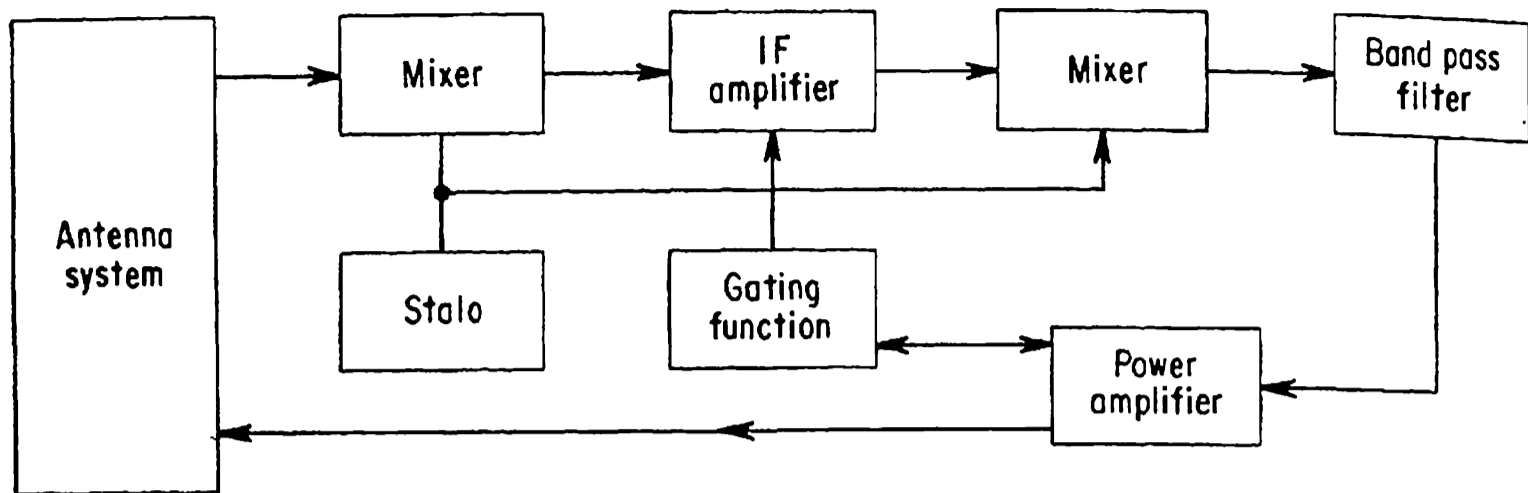 Mixer
IF
amplifier
Mixer
Band pass
filter
Antenna
system
Stalo
Gating
function
Power
amplifier